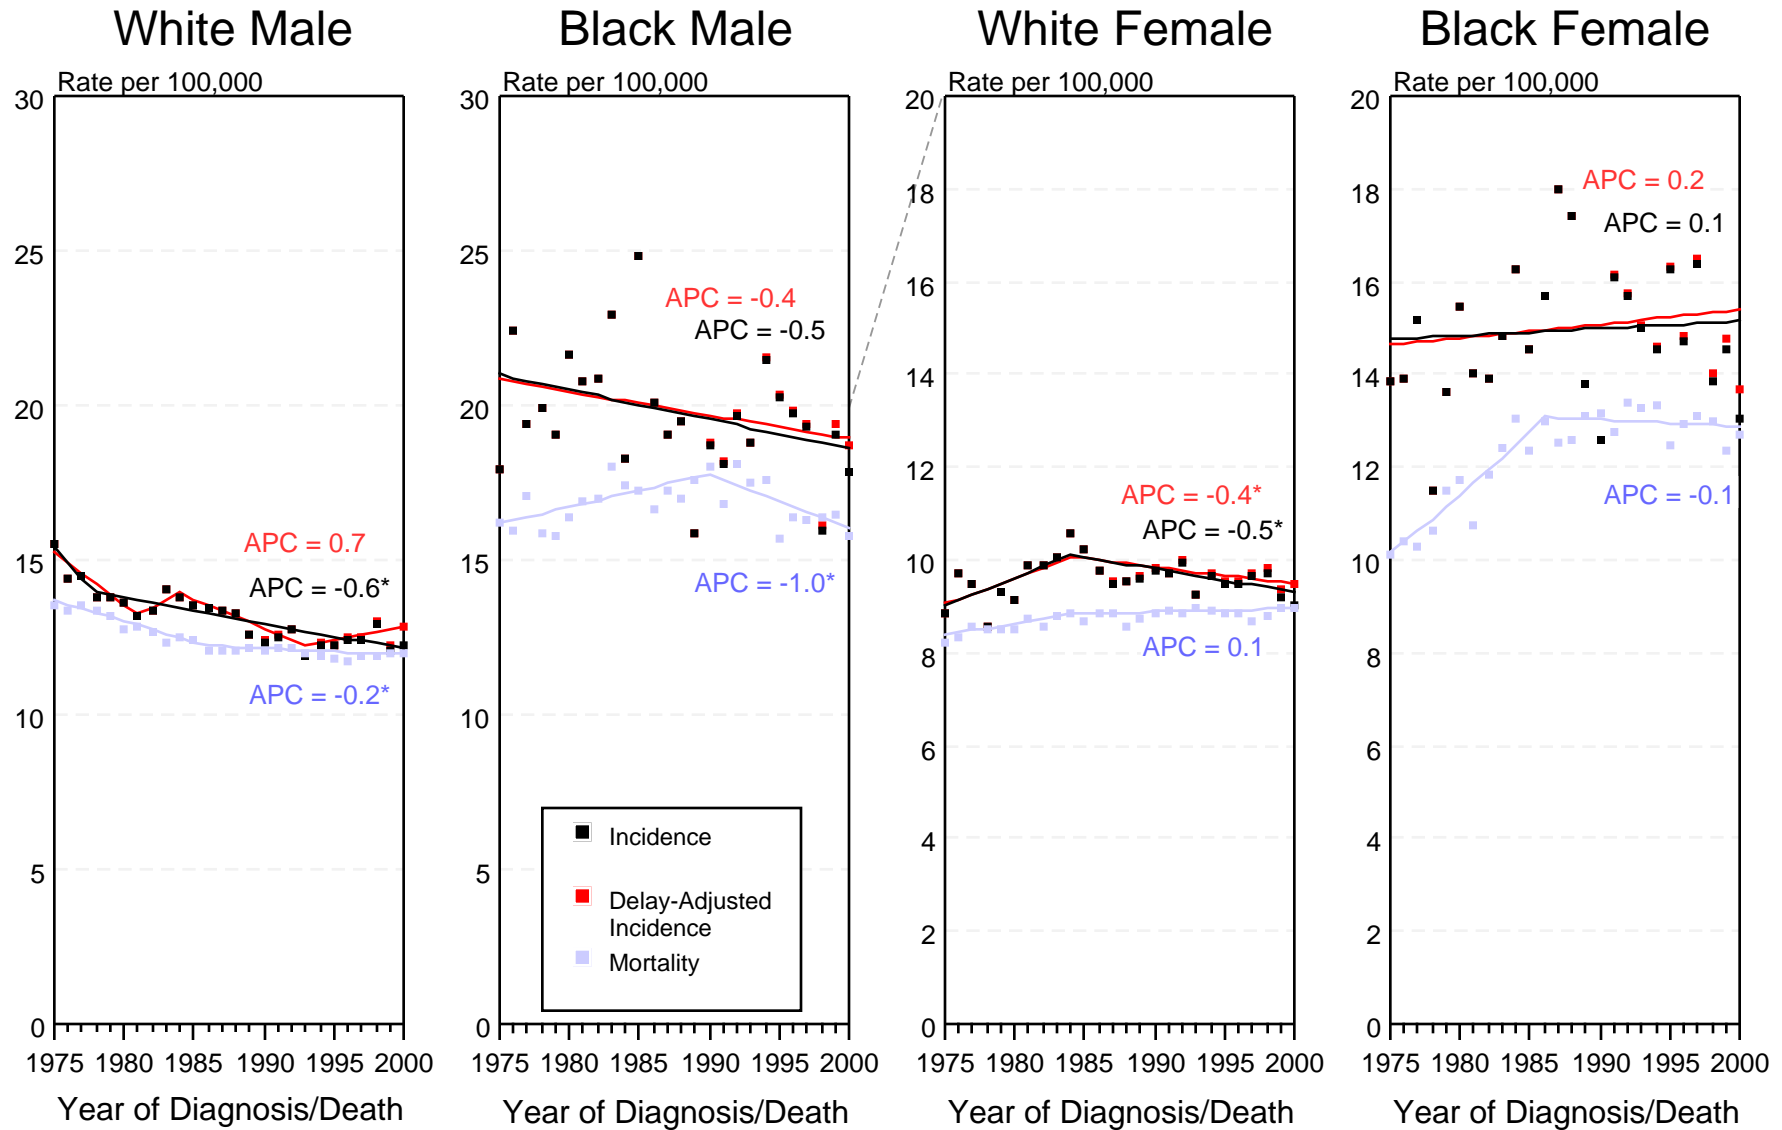 White Male
Rate per 100,000
30
25
20
15
10
5
0
APC = 0.7
APC = -0.6*
APC = -0.2*
1975 1980 1985 1990 1995 2000
Year of Diagnosis/Death
Black Male
Rate per 100,000
30
25
20
15
10
5
0
APC = -0.4
APC = -0.5
APC = -1.0*
Incidence
Delay-Adjusted
Incidence
Mortality
1975 1980 1985 1990 1995 2000
Year of Diagnosis/Death
White Female
Rate per 100,000
20
18
16
14
12
10
8
6
4
2
0
APC = -0.4*
APC = -0.5*
APC = 0.1
1975 1980 1985 1990 1995 2000
Year of Diagnosis/Death
Black Female
Rate per 100,000
20
18
16
14
12
10
8
6
4
2
0
APC = 0.2
APC = 0.1
APC = -0.1
1975 1980 1985 1990 1995 2000
Year of Diagnosis/Death